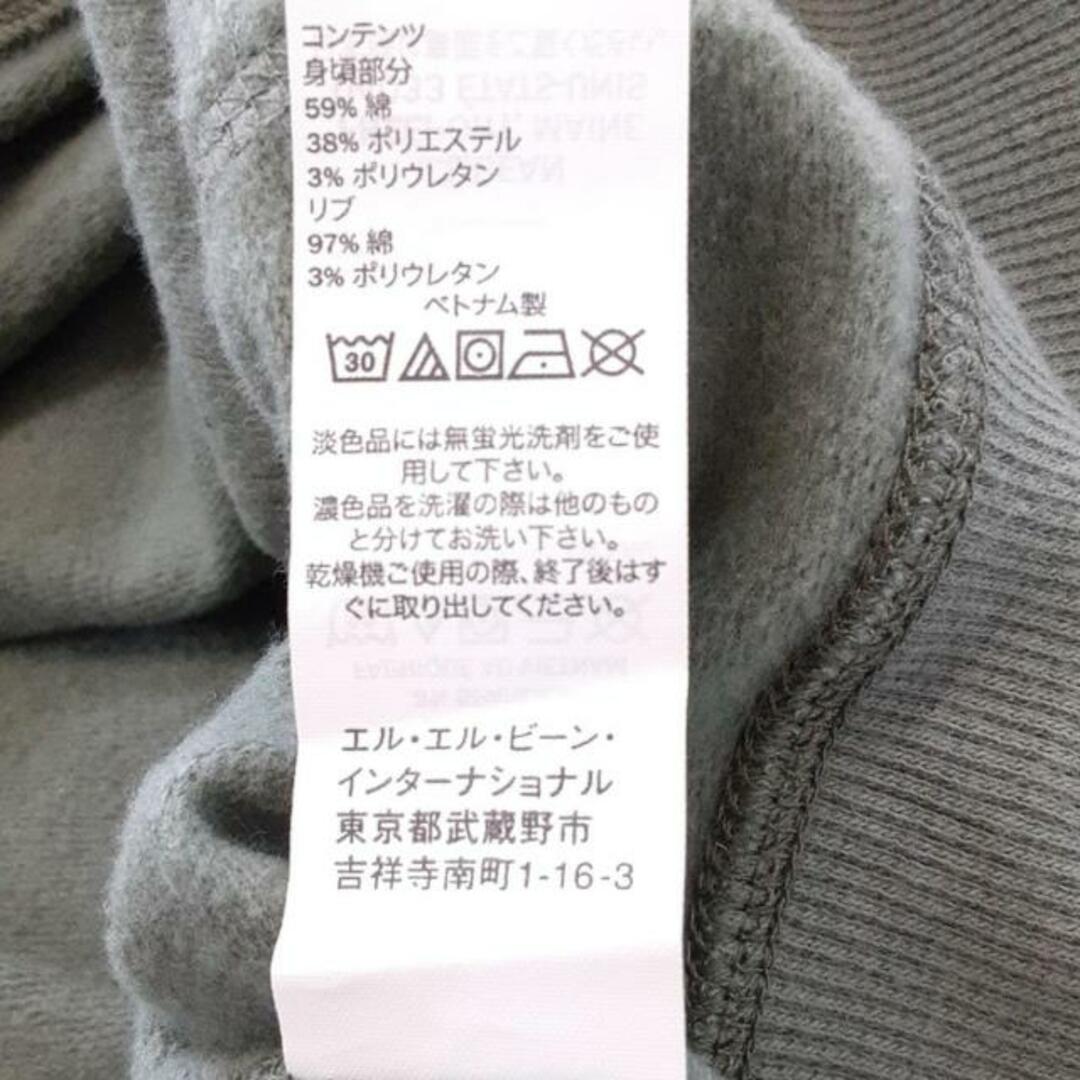 コンテンツ
身頃部分
59% 綿
38% ポリエステル
3% ポリウレタン
リブ
97% 綿
3% ポリウレタン
ベトナム製
30
淡色品には無蛍光洗剤をご使
用して下さい。
濃色品を洗濯の際は他のもの
と分けてお洗い下さい。
乾燥機ご使用の際、終了後はす
ぐに取り出してください。
エル・エル・ビーン・
インターナショナル
東京都武蔵野市
吉祥寺南町1-16-3